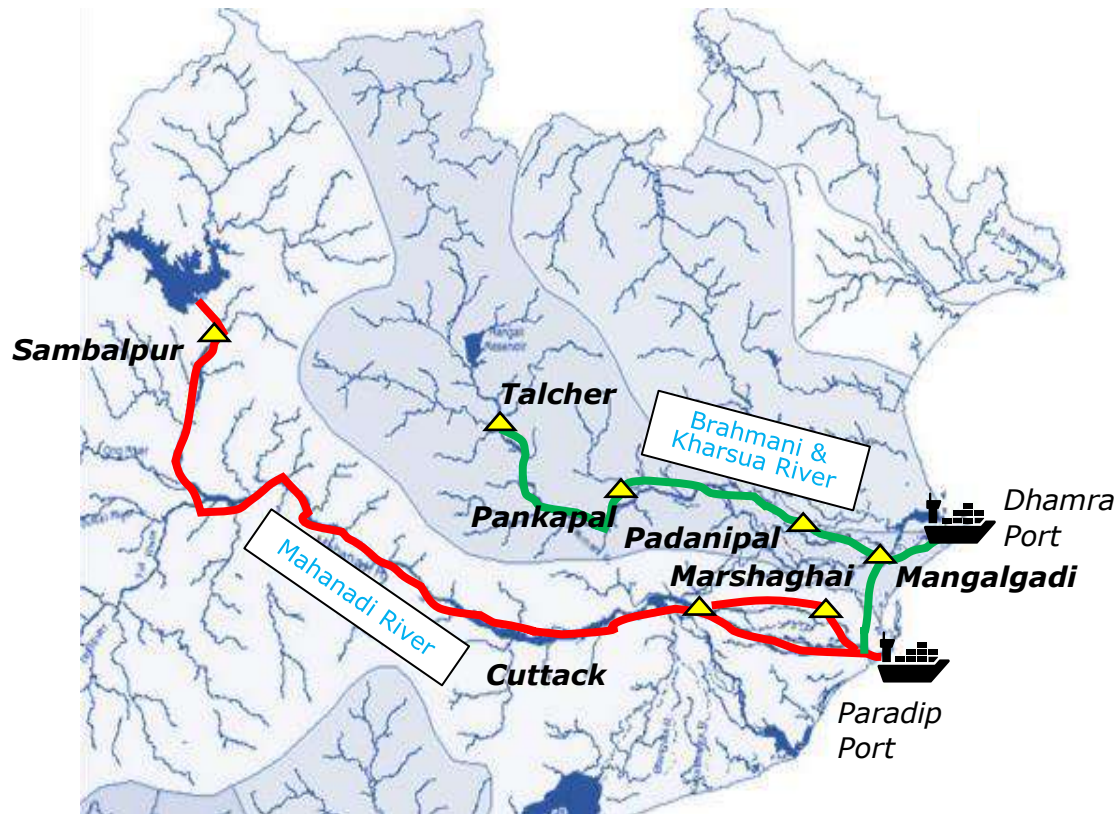 Sambalpur
Talcher
Brahmani &
Kharsua River
Pankapal
Padanipal
Dhamra
Port
Marshaghai
Mangalgadi
Mahanadi River
Cuttack
Paradip
Port